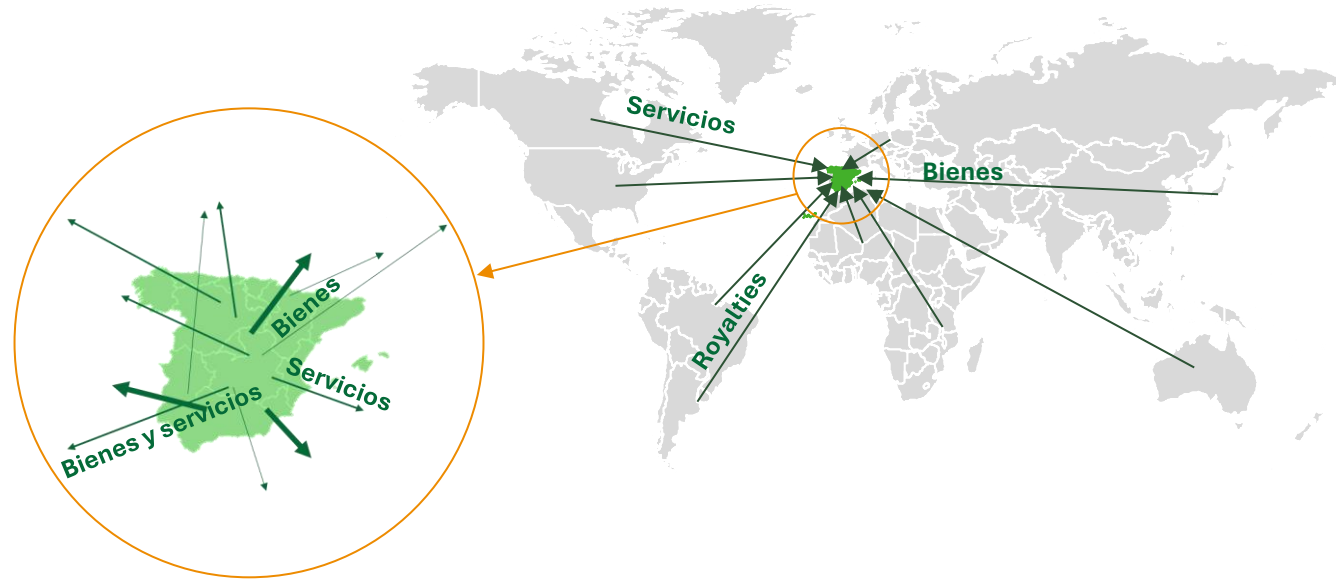 Servicios
Bienes
Royalties
Bienes
Servicios
Bienes y servicios